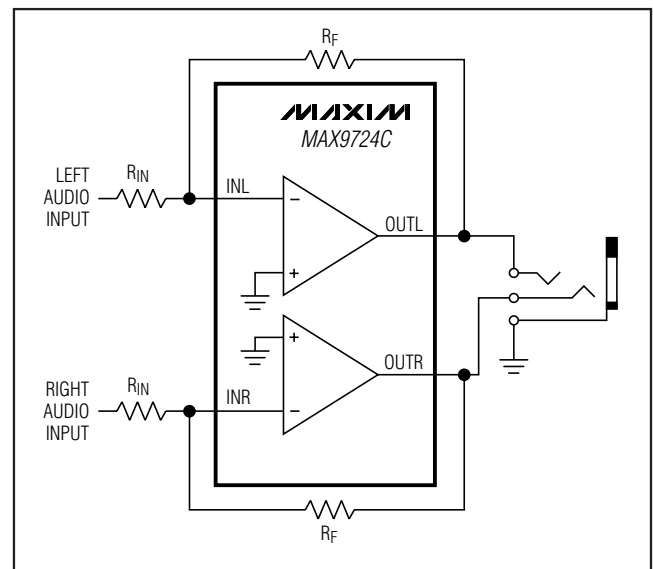 RF
MAXIM
MAX9724C
LEFT
AUDIO
INPUT
RIN
INL
−
+
OUTL
+
−
OUTR
RIGHT
AUDIO
INPUT
RIN
INR
RF